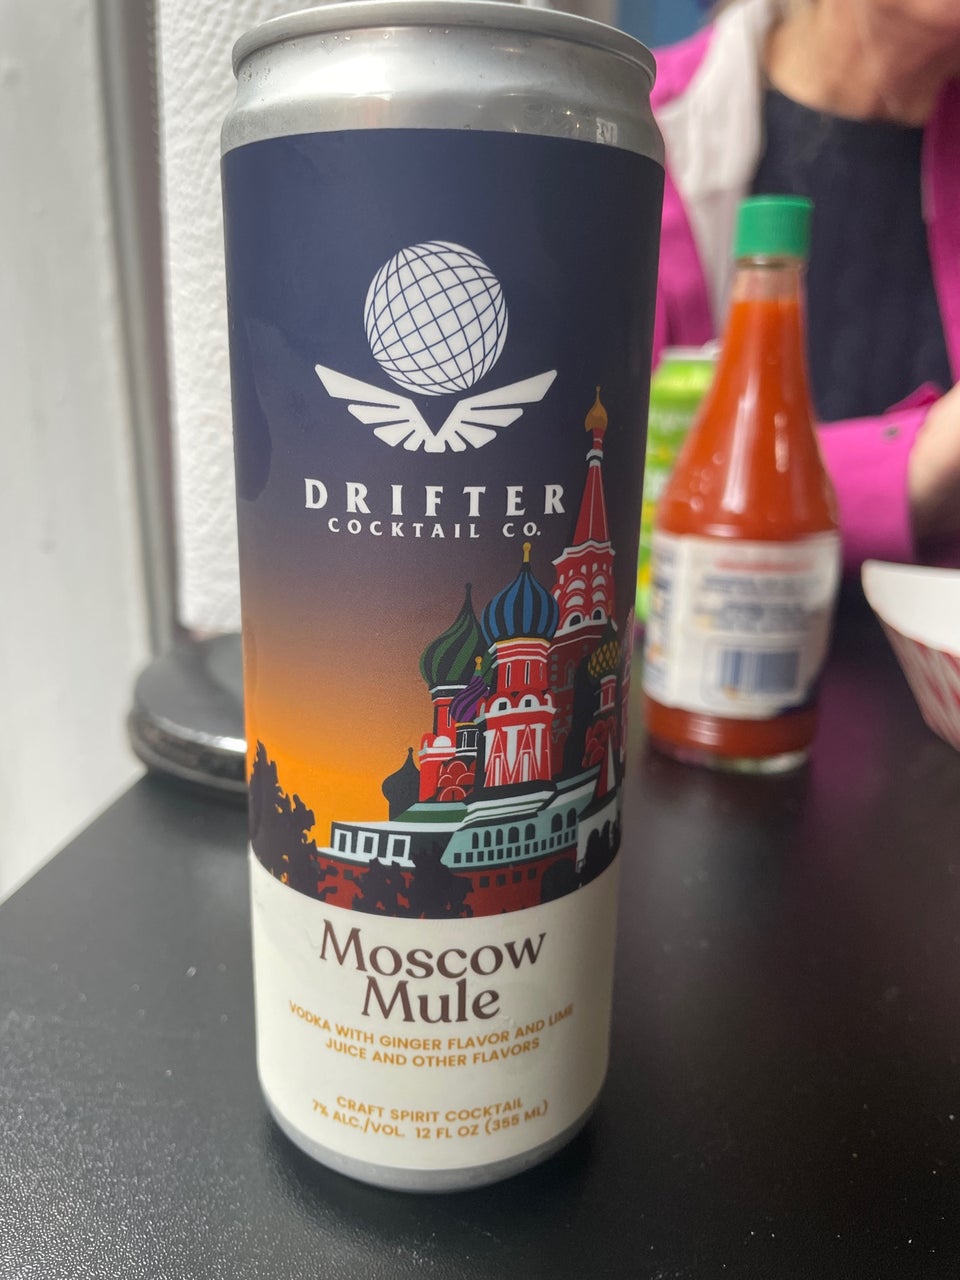 DRIFTER
COCKTAIL CO.
Moscow
Mule
VODKA WITH GINGER FLAVOR AND LIME
JUICE AND OTHER FLAVORS
CRAFT SPIRIT COCKTAIL
7% ALC./VOL. 12 FL OZ (355 ML)